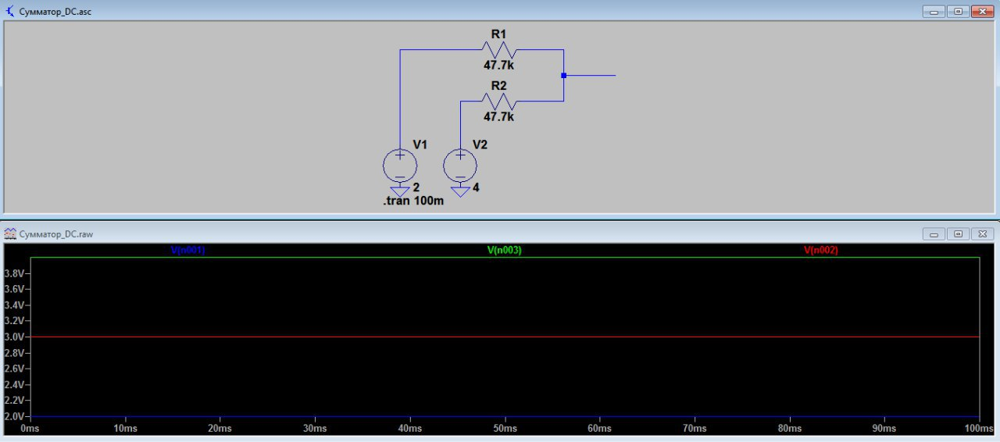 Сумматор_DC.asc
R1
47.7k
R2
47.7k
V1
V2
2
4
.tran 100m
Сумматор_DC.raw
V(n001) V(n003) V(n002)
3.8V
3.6V
3.4V
3.2V
3.0V
2.8V
2.6V
2.4V
2.2V
2.0V
0ms 10ms 20ms 30ms 40ms 50ms 60ms 70ms 80ms 90ms 100ms